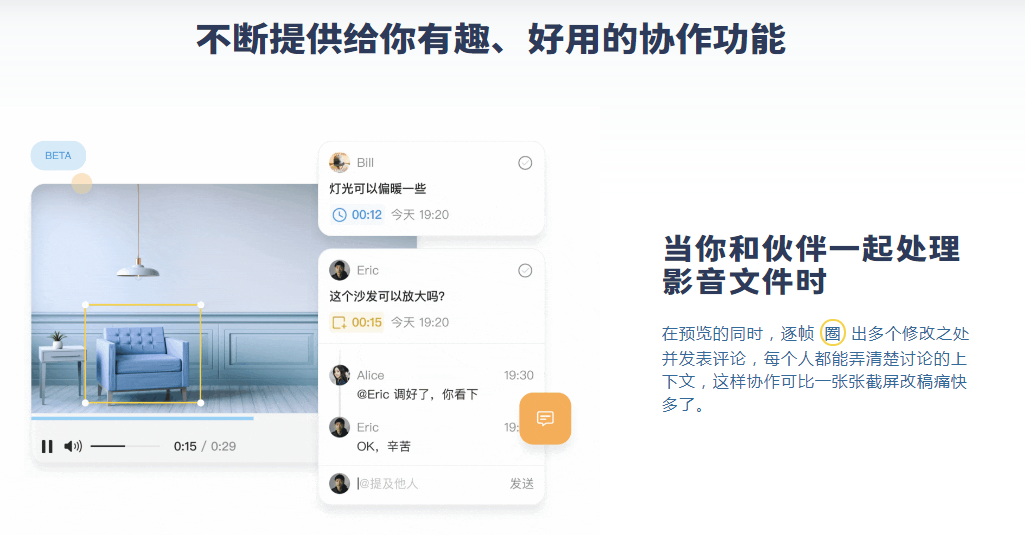 不断提供给你有趣、好用的协作功能
BETA
Bill
灯光可以偏暖一些
00:12 今天 19:20
Eric
这个沙发可以放大吗?
00:15 今天 19:20
Alice 19:30
@Eric 调好了，你看下
Eric 19:
OK，辛苦
@提及他人 发送
0:15 / 0:29
当你和伙伴一起处理
影音文件时
在预览的同时，逐帧 圈 出多个修改之处
并发表评论，每个人都能弄清楚讨论的上
下文，这样协作可比一张张截屏改稿痛快
多了。